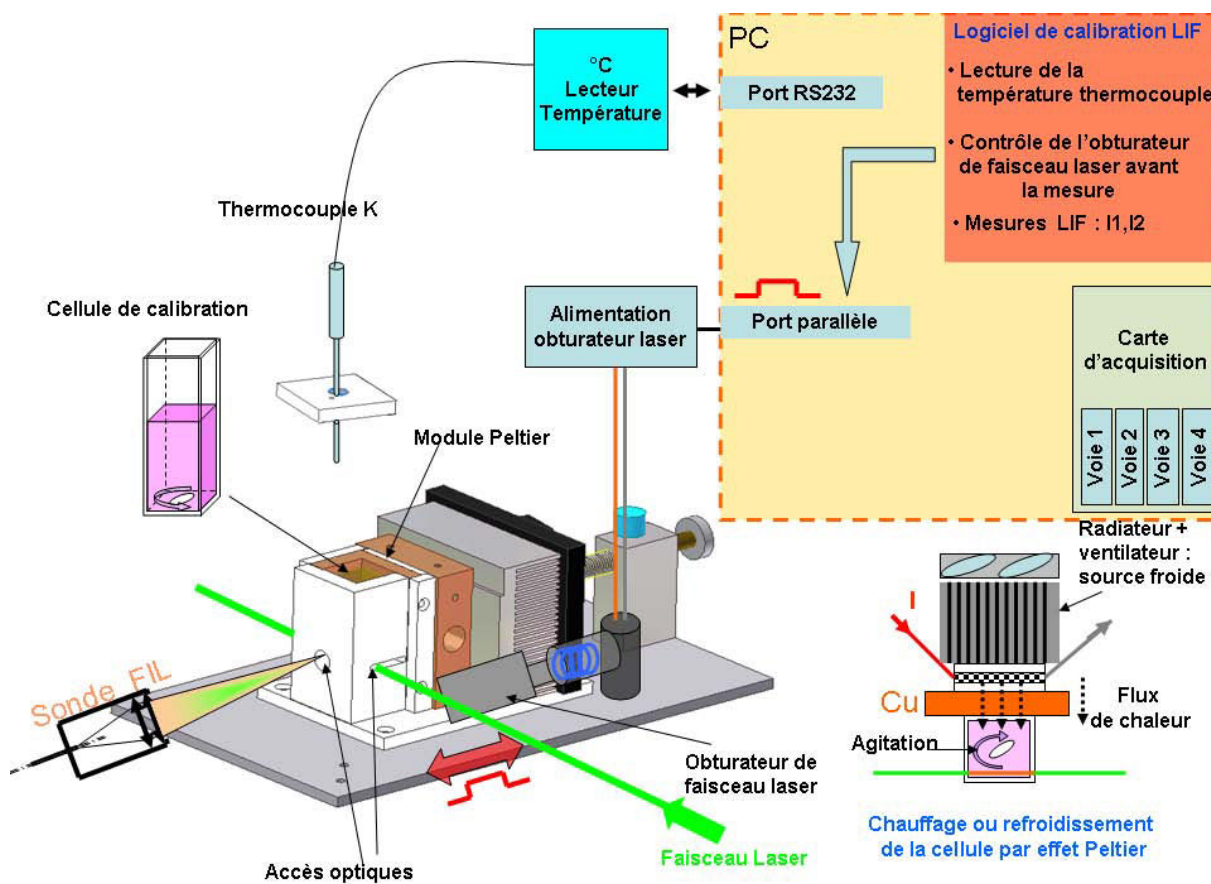 °C
Lecteur
Température
PC
Port RS232
Logiciel de calibration LIF
• Lecture de la
température thermocouple
• Contrôle de l'obturateur
de faisceau laser avant
la mesure
• Mesures LIF : I1,I2
Thermocouple K
Cellule de calibration
Alimentation
obturateur laser
Port parallèle
Carte
d'acquisition
Voie 1
Voie 2
Voie 3
Voie 4
Module Peltier
Radiateur +
ventilateur :
source froide
I
Cu
Flux
de chaleur
Agitation
Sonde FIL
Obturateur de
faisceau laser
Accès optiques
Faisceau Laser
Chauffage ou refroidissement
de la cellule par effet Peltier